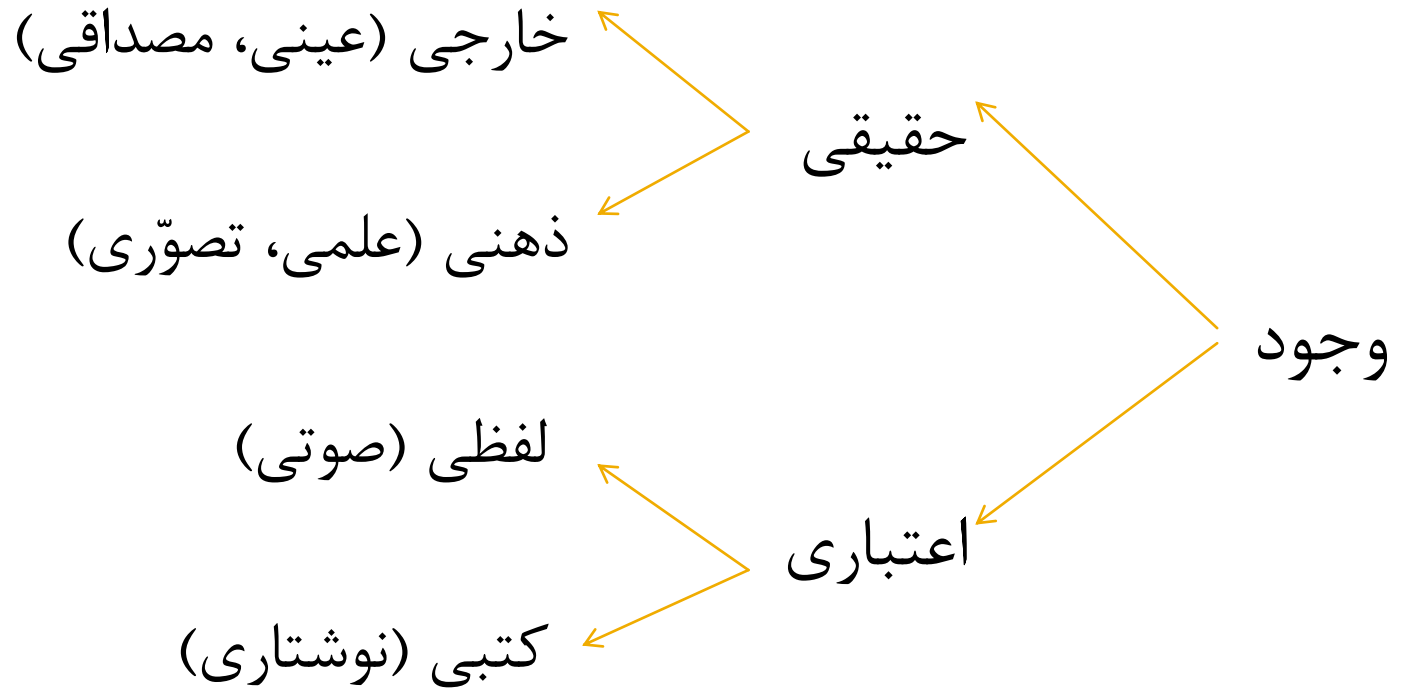 خارجی (عینی، مصداقی)
حقیقی
ذهنی (علمی، تصوّری)
وجود
لفظی (صوتی)
اعتباری
کتبی (نوشتاری)